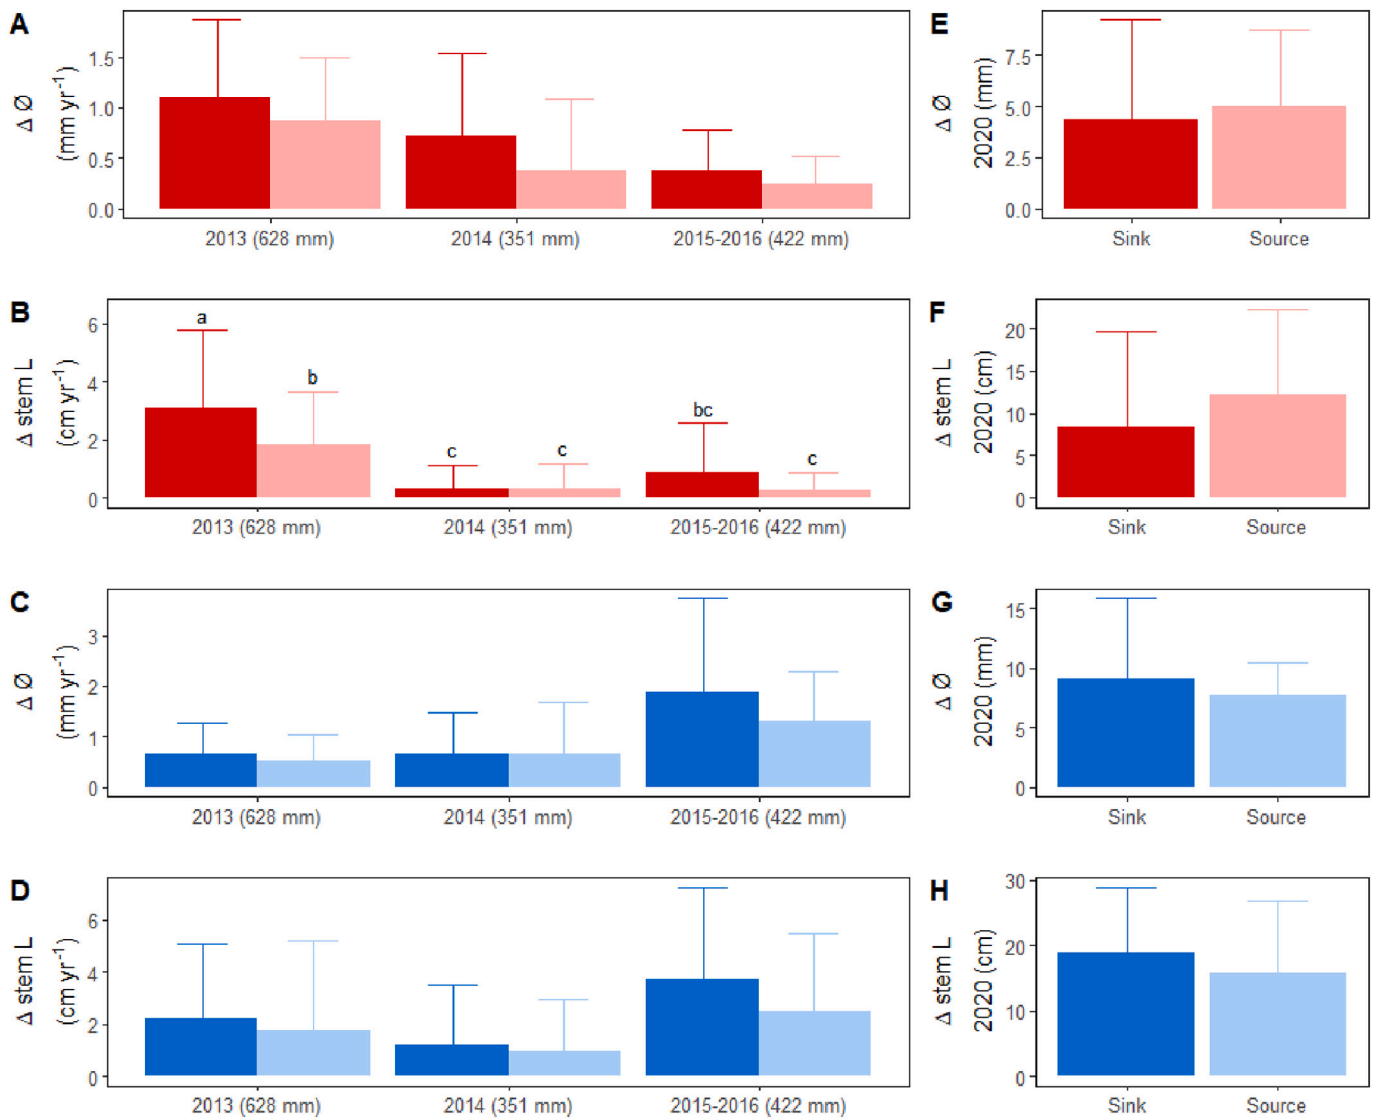 A
Δ Ø
(mm yr⁻¹)
1.5
1.0
0.5
0.0
2013 (628 mm)
2014 (351 mm)
2015-2016 (422 mm)
E
Δ Ø
2020 (mm)
7.5
5.0
2.5
0.0
Sink
Source
B
Δ stem L
(cm yr⁻¹)
6
4
2
0
a
b
c
c
bc
c
2013 (628 mm)
2014 (351 mm)
2015-2016 (422 mm)
F
Δ stem L
2020 (cm)
20
15
10
5
0
Sink
Source
C
Δ Ø
(mm yr⁻¹)
3
2
1
0
2013 (628 mm)
2014 (351 mm)
2015-2016 (422 mm)
G
Δ Ø
2020 (mm)
15
10
5
0
Sink
Source
D
Δ stem L
(cm yr⁻¹)
6
4
2
0
2013 (628 mm)
2014 (351 mm)
2015-2016 (422 mm)
H
Δ stem L
2020 (cm)
30
20
10
0
Sink
Source